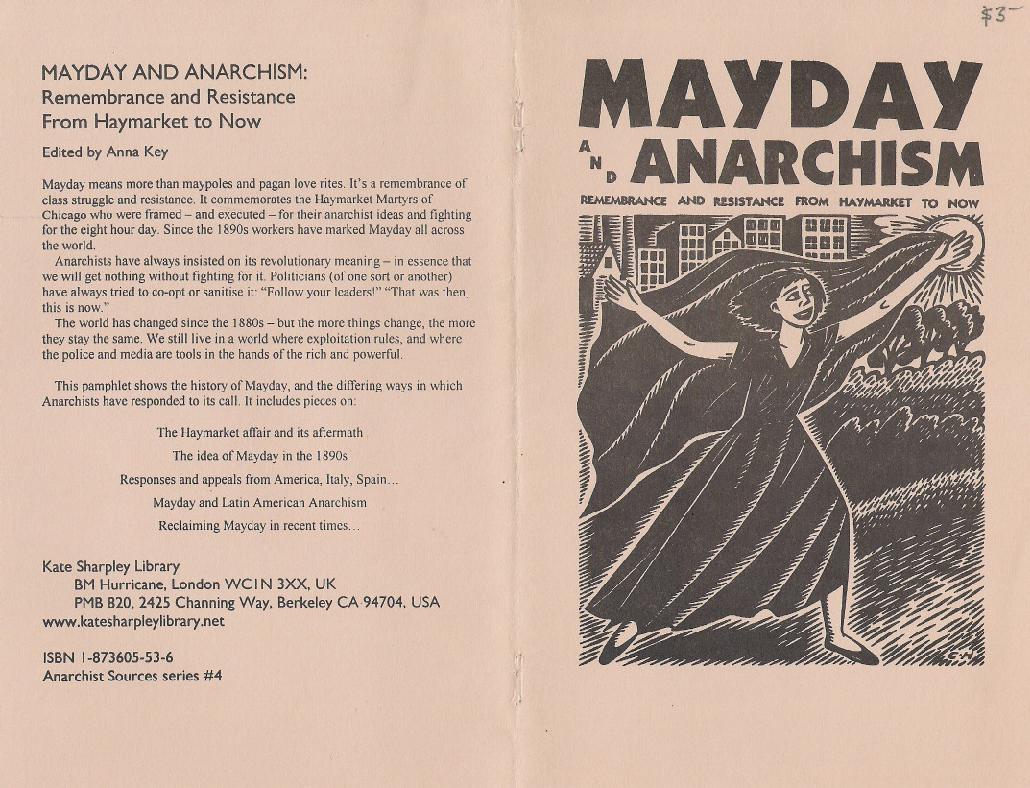 MAYDAY AND ANARCHISM:
Remembrance and Resistance
From Haymarket to Now
Edited by Anna Key
Mayday means more than maypoles and pagan love rites. It's a remembrance of
class struggle and resistance. It commemorates the Haymarket Martyrs of
Chicago who were framed – and executed – for their anarchist ideas and fighting
for the eight hour day. Since the 1890s workers have marked Mayday all across
the world.
Anarchists have always insisted on its revolutionary meaning – in essence that
we will get nothing without fighting for it. Politicians (of one sort or another)
have always tried to co-opt or sanitise it: "Follow your leaders!" "That was then,
this is now."
The world has changed since the 1880s – but the more things change, the more
they stay the same. We still live in a world where exploitation rules, and where
the police and media are tools in the hands of the rich and powerful.
This pamphlet shows the history of Mayday, and the differing ways in which
Anarchists have responded to its call. It includes pieces on:
The Haymarket affair and its aftermath
The idea of Mayday in the 1890s
Responses and appeals from America, Italy, Spain...
Mayday and Latin American Anarchism
Reclaiming Mayday in recent times...
Kate Sharpley Library
BM Hurricane, London WC1N 3XX, UK
PMB 820, 2425 Channing Way, Berkeley CA 94704, USA
www.katesharpleylibrary.net
ISBN 1-873605-53-6
Anarchist Sources series #4
$3-
MAYDAY
AND ANARCHISM
REMEMBRANCE AND RESISTANCE FROM HAYMARKET TO NOW